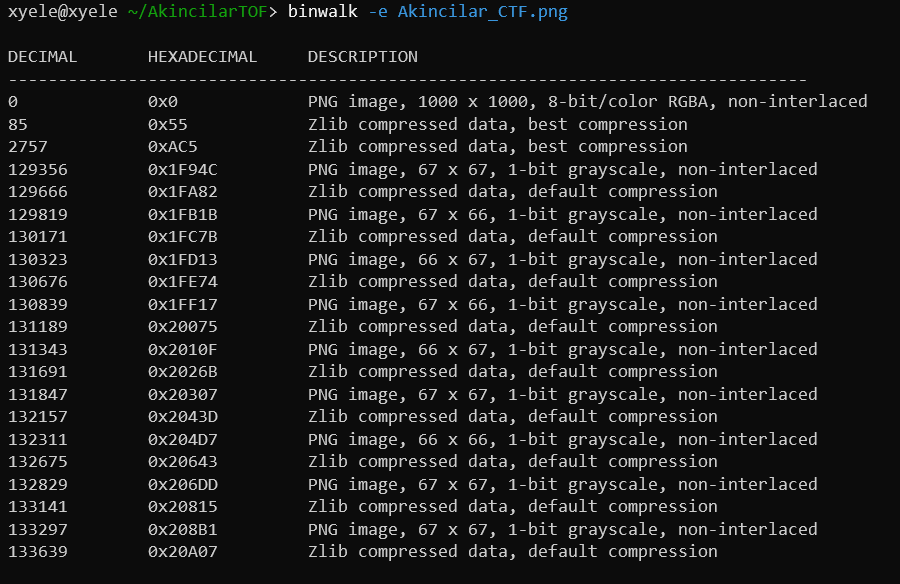 xyele@xyele ~/AkincilarTOF> binwalk -e Akincilar_CTF.png
DECIMAL HEXADECIMAL DESCRIPTION
--------------------------------------------------------------------------------
0 0x0 PNG image, 1000 x 1000, 8-bit/color RGBA, non-interlaced
85 0x55 Zlib compressed data, best compression
2757 0xAC5 Zlib compressed data, best compression
129356 0x1F94C PNG image, 67 x 67, 1-bit grayscale, non-interlaced
129666 0x1FA82 Zlib compressed data, default compression
129819 0x1FB1B PNG image, 67 x 66, 1-bit grayscale, non-interlaced
130171 0x1FC7B Zlib compressed data, default compression
130323 0x1FD13 PNG image, 66 x 67, 1-bit grayscale, non-interlaced
130676 0x1FE74 Zlib compressed data, default compression
130839 0x1FF17 PNG image, 67 x 66, 1-bit grayscale, non-interlaced
131189 0x20075 Zlib compressed data, default compression
131343 0x2010F PNG image, 66 x 67, 1-bit grayscale, non-interlaced
131691 0x2026B Zlib compressed data, default compression
131847 0x20307 PNG image, 67 x 67, 1-bit grayscale, non-interlaced
132157 0x2043D Zlib compressed data, default compression
132311 0x204D7 PNG image, 66 x 66, 1-bit grayscale, non-interlaced
132675 0x20643 Zlib compressed data, default compression
132829 0x206DD PNG image, 67 x 67, 1-bit grayscale, non-interlaced
133141 0x20815 Zlib compressed data, default compression
133297 0x208B1 PNG image, 67 x 67, 1-bit grayscale, non-interlaced
133639 0x20A07 Zlib compressed data, default compression